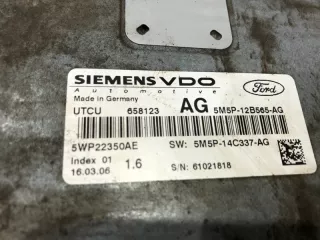 SIEMENS VDO
Automotive
Ford
Made in Germany
UTCU 658123 AG 5M5P-12B565-AG
5WP22350AE SW: 5M5P-14C337-AG
Index 01 1.6
16.03.06 S/N: 61021818